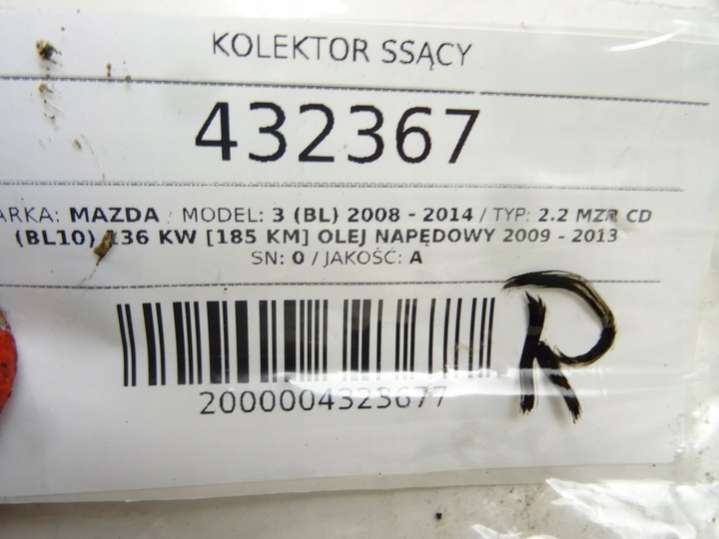 KOLEKTOR SSĄCY
432367
ARKA: MAZDA / MODEL: 3 (BL) 2008 - 2014 / TYP: 2.2 MZR CD
(BL10) 136 KW [185 KM] OLEJ NAPĘDOWY 2009 - 2013
SN: 0 / JAKOŚĆ: A
2000004323677
R